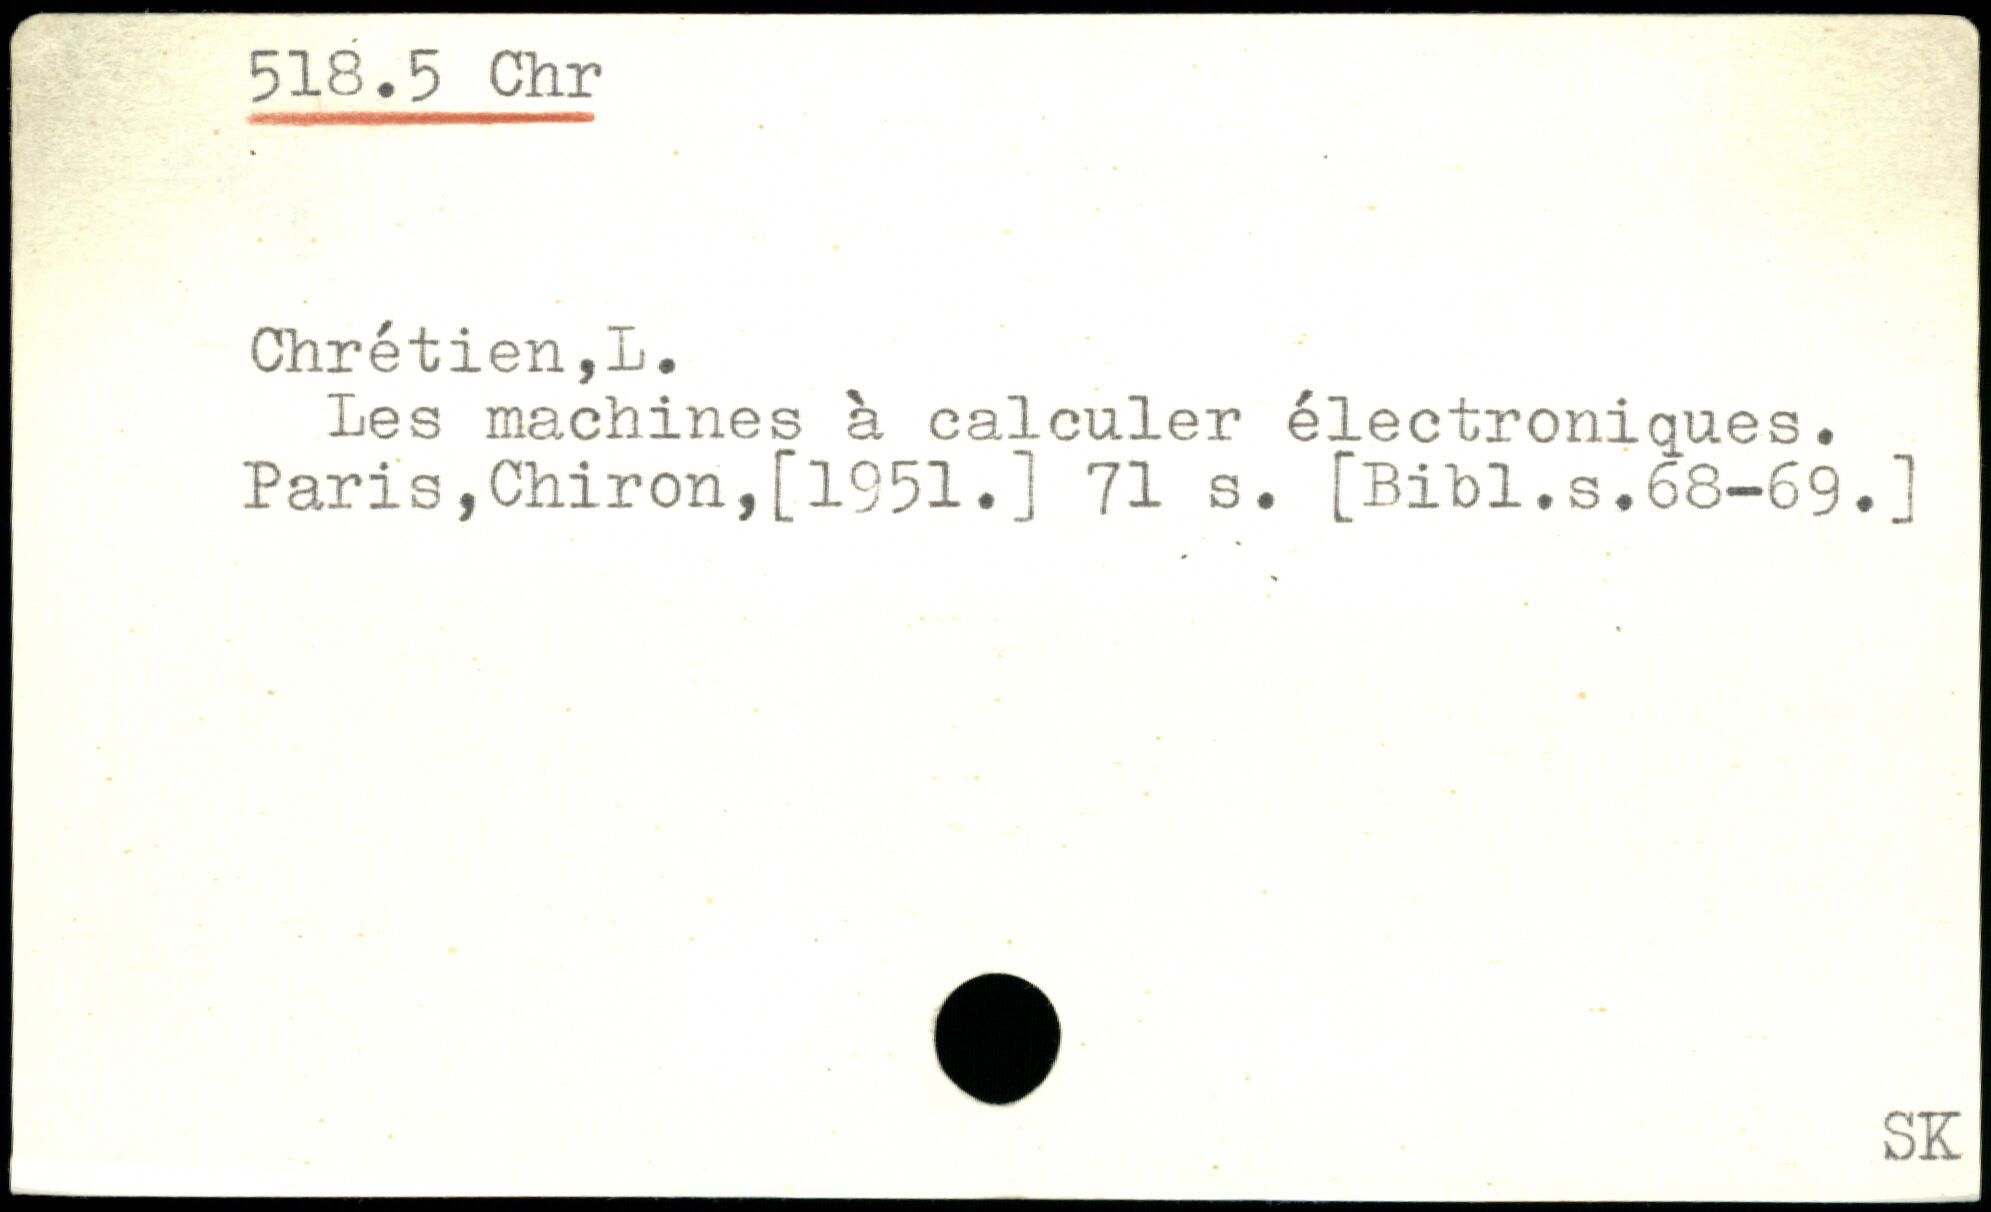 518.5 Chr
Chrétien,L.
Les machines à calculer électroniques.
Paris,Chiron,[1951.] 71 s. [Bibl.s.68-69.]
SK